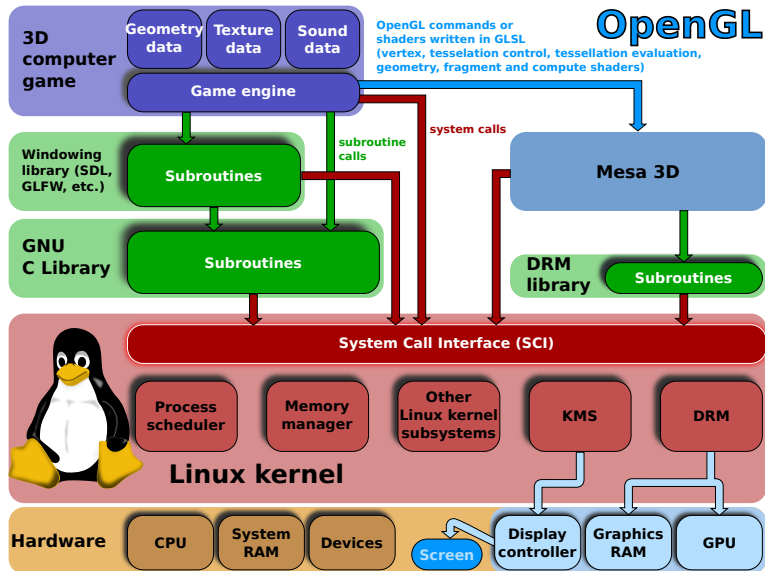 3D
computer
game
Geometry
data
Texture
data
Sound
data
Game engine
OpenGL commands or
shaders written in GLSL
(vertex, tesselation control, tessellation evaluation,
geometry, fragment and compute shaders)
OpenGL
subroutine
calls
system calls
Windowing
library (SDL,
GLFW, etc.)
Subroutines
Mesa 3D
GNU
C Library
Subroutines
DRM
library
Subroutines
System Call Interface (SCI)
Process
scheduler
Memory
manager
Other
Linux kernel
subsystems
KMS
DRM
Linux kernel
Hardware
CPU
System
RAM
Devices
Screen
Display
controller
Graphics
RAM
GPU